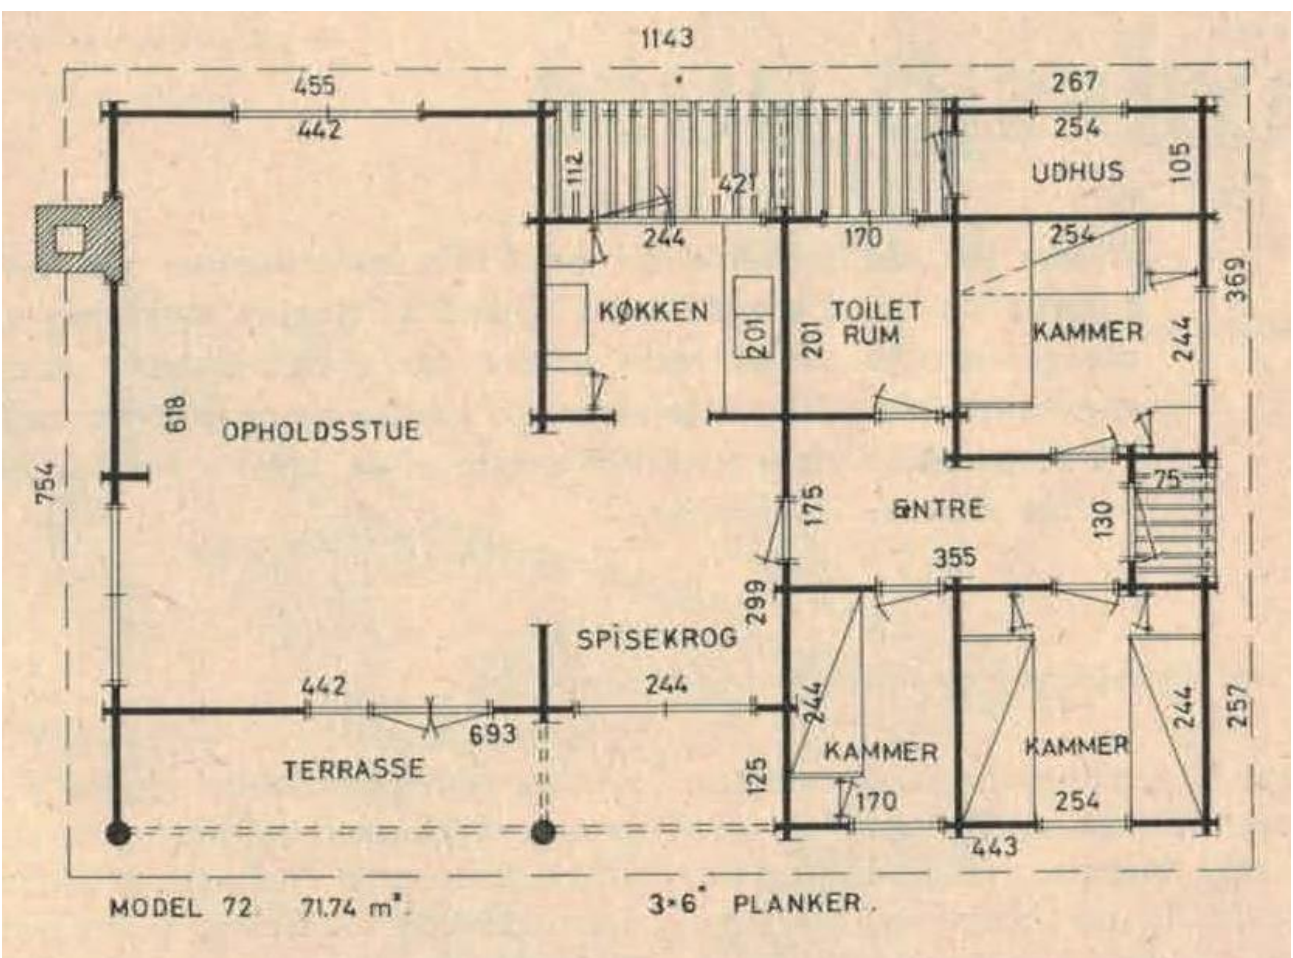 1143
455
267
442
254
112
421
UDHUS
105
244
170
254
KØKKEN
201
201
TOILET
RUM
KAMMER
244
369
618
OPHOLDSSTUE
754
175
ENTRE
130
75
355
299
SPISEKROG
442
244
693
244
KAMMER
KAMMER
244
257
TERRASSE
125
170
254
443
MODEL 72. 71.74 m².
3×6" PLANKER.